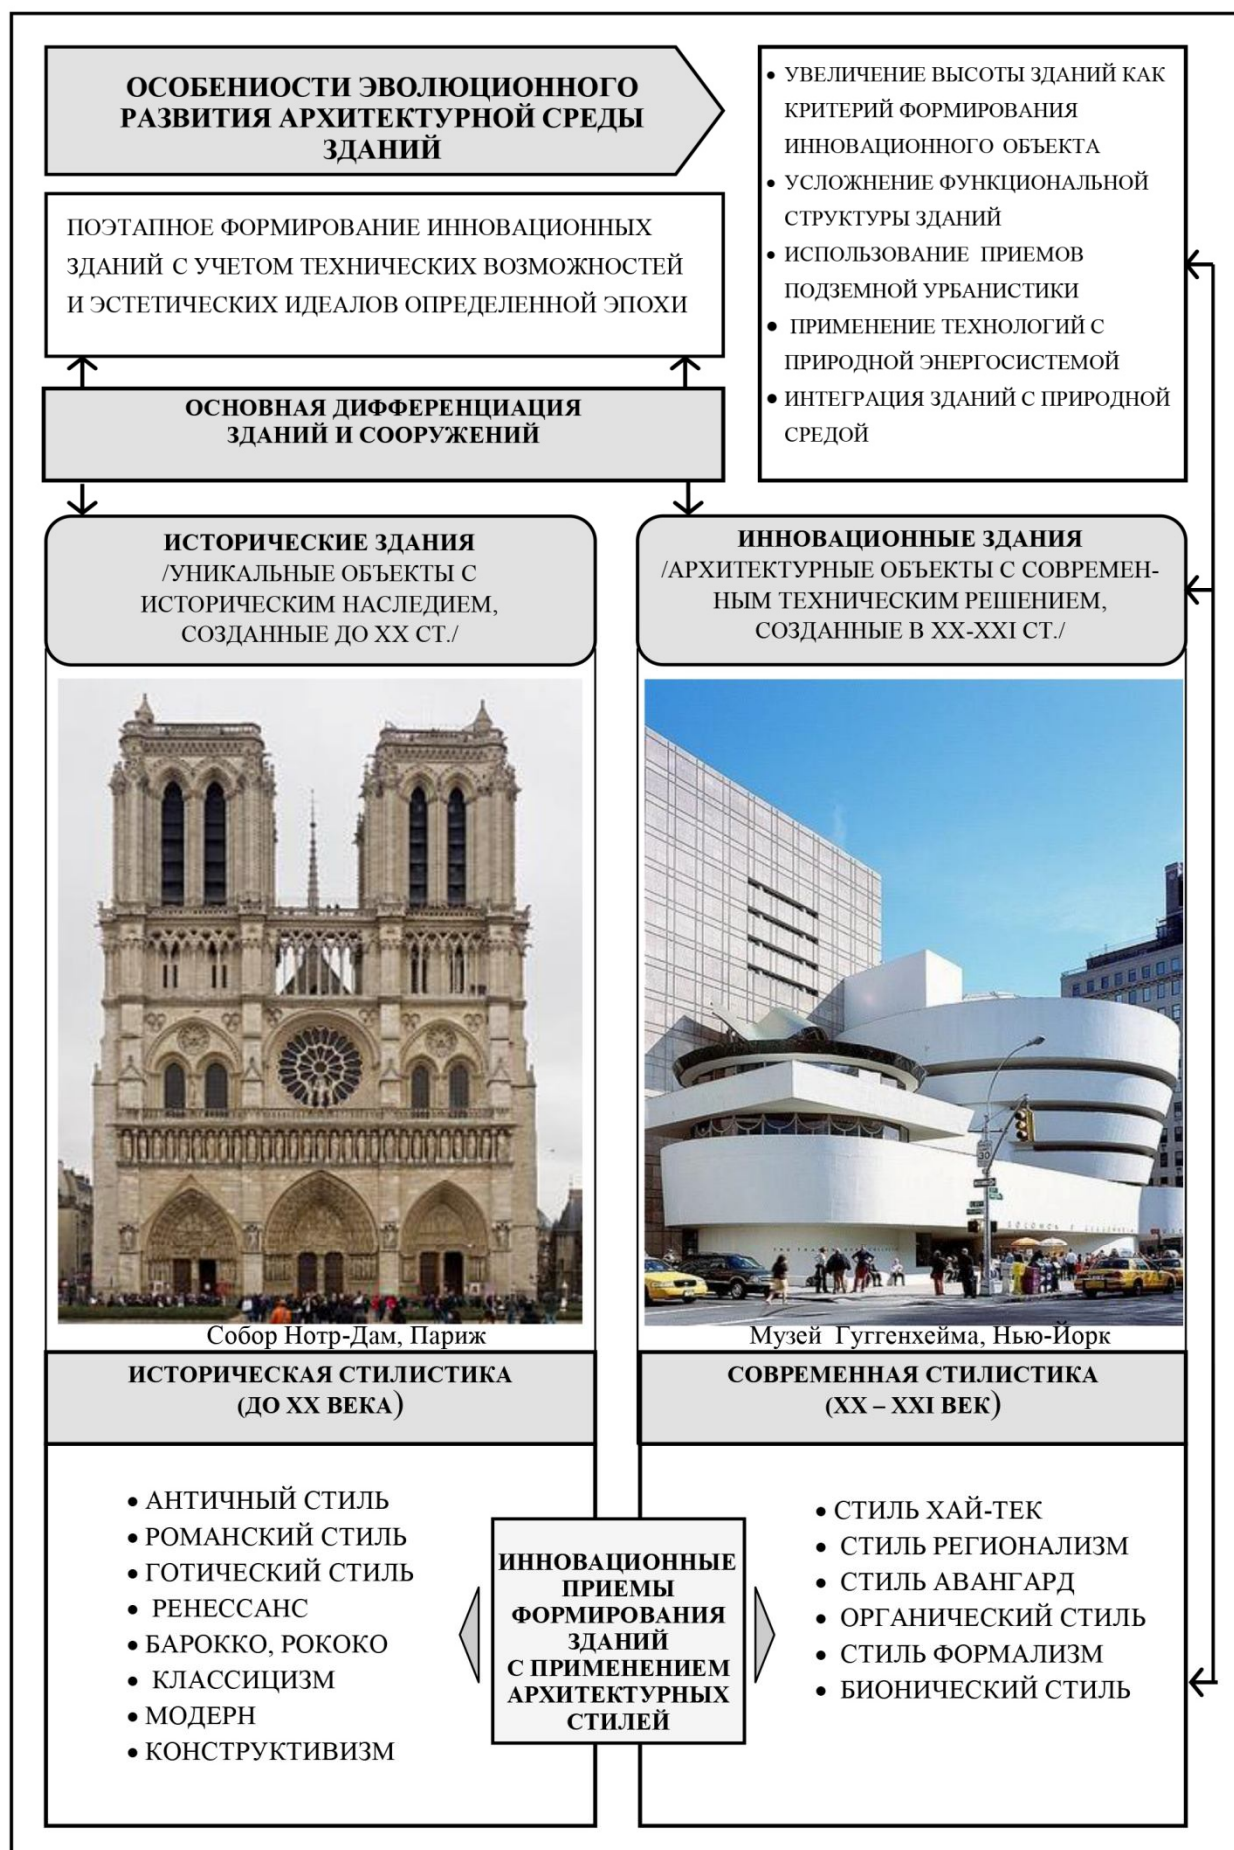 ОСОБЕНИОСТИ ЭВОЛЮЦИОННОГО
РАЗВИТИЯ АРХИТЕКТУРНОЙ СРЕДЫ
ЗДАНИЙ
ПОЭТАПНОЕ ФОРМИРОВАНИЕ ИННОВАЦИОННЫХ
ЗДАНИЙ С УЧЕТОМ ТЕХНИЧЕСКИХ ВОЗМОЖНОСТЕЙ
И ЭСТЕТИЧЕСКИХ ИДЕАЛОВ ОПРЕДЕЛЕННОЙ ЭПОХИ
• УВЕЛИЧЕНИЕ ВЫСОТЫ ЗДАНИЙ КАК
КРИТЕРИЙ ФОРМИРОВАНИЯ
ИННОВАЦИОННОГО ОБЪЕКТА
• УСЛОЖНЕНИЕ ФУНКЦИОНАЛЬНОЙ
СТРУКТУРЫ ЗДАНИЙ
• ИСПОЛЬЗОВАНИЕ ПРИЕМОВ
ПОДЗЕМНОЙ УРБАНИСТИКИ
• ПРИМЕНЕНИЕ ТЕХНОЛОГИЙ С
ПРИРОДНОЙ ЭНЕРГОСИСТЕМОЙ
• ИНТЕГРАЦИЯ ЗДАНИЙ С ПРИРОДНОЙ
СРЕДОЙ
ОСНОВНАЯ ДИФФЕРЕНЦИАЦИЯ
ЗДАНИЙ И СООРУЖЕНИЙ
ИСТОРИЧЕСКИЕ ЗДАНИЯ
/УНИКАЛЬНЫЕ ОБЪЕКТЫ С
ИСТОРИЧЕСКИМ НАСЛЕДИЕМ,
СОЗДАННЫЕ ДО XX СТ./
ИННОВАЦИОННЫЕ ЗДАНИЯ
/АРХИТЕКТУРНЫЕ ОБЪЕКТЫ С СОВРЕМЕН-
НЫМ ТЕХНИЧЕСКИМ РЕШЕНИЕМ,
СОЗДАННЫЕ В XX-XXI СТ./
Собор Нотр-Дам, Париж
Музей Гуггенхейма, Нью-Йорк
ИСТОРИЧЕСКАЯ СТИЛИСТИКА
(ДО XX ВЕКА)
СОВРЕМЕННАЯ СТИЛИСТИКА
(XX – XXI ВЕК)
• АНТИЧНЫЙ СТИЛЬ
• РОМАНСКИЙ СТИЛЬ
• ГОТИЧЕСКИЙ СТИЛЬ
• РЕНЕССАНС
• БАРОККО, РОКОКО
• КЛАССИЦИЗМ
• МОДЕРН
• КОНСТРУКТИВИЗМ
ИННОВАЦИОННЫЕ
ПРИЕМЫ
ФОРМИРОВАНИЯ
ЗДАНИЙ
С ПРИМЕНЕНИЕМ
АРХИТЕКТУРНЫХ
СТИЛЕЙ
• СТИЛЬ ХАЙ-ТЕК
• СТИЛЬ РЕГИОНАЛИЗМ
• СТИЛЬ АВАНГАРД
• ОРГАНИЧЕСКИЙ СТИЛЬ
• СТИЛЬ ФОРМАЛИЗМ
• БИОНИЧЕСКИЙ СТИЛЬ